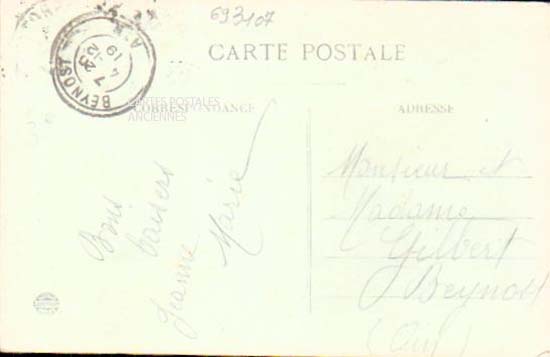 693107
CARTE POSTALE
BEYNOST
CARTES POSTALES
ANCIENNES
CORRESPONDANCE
ADRESSE
Bons
baisers
Jeanne Marie
Monsieur et
Madame
Gilbert
Beynost
(Ain)